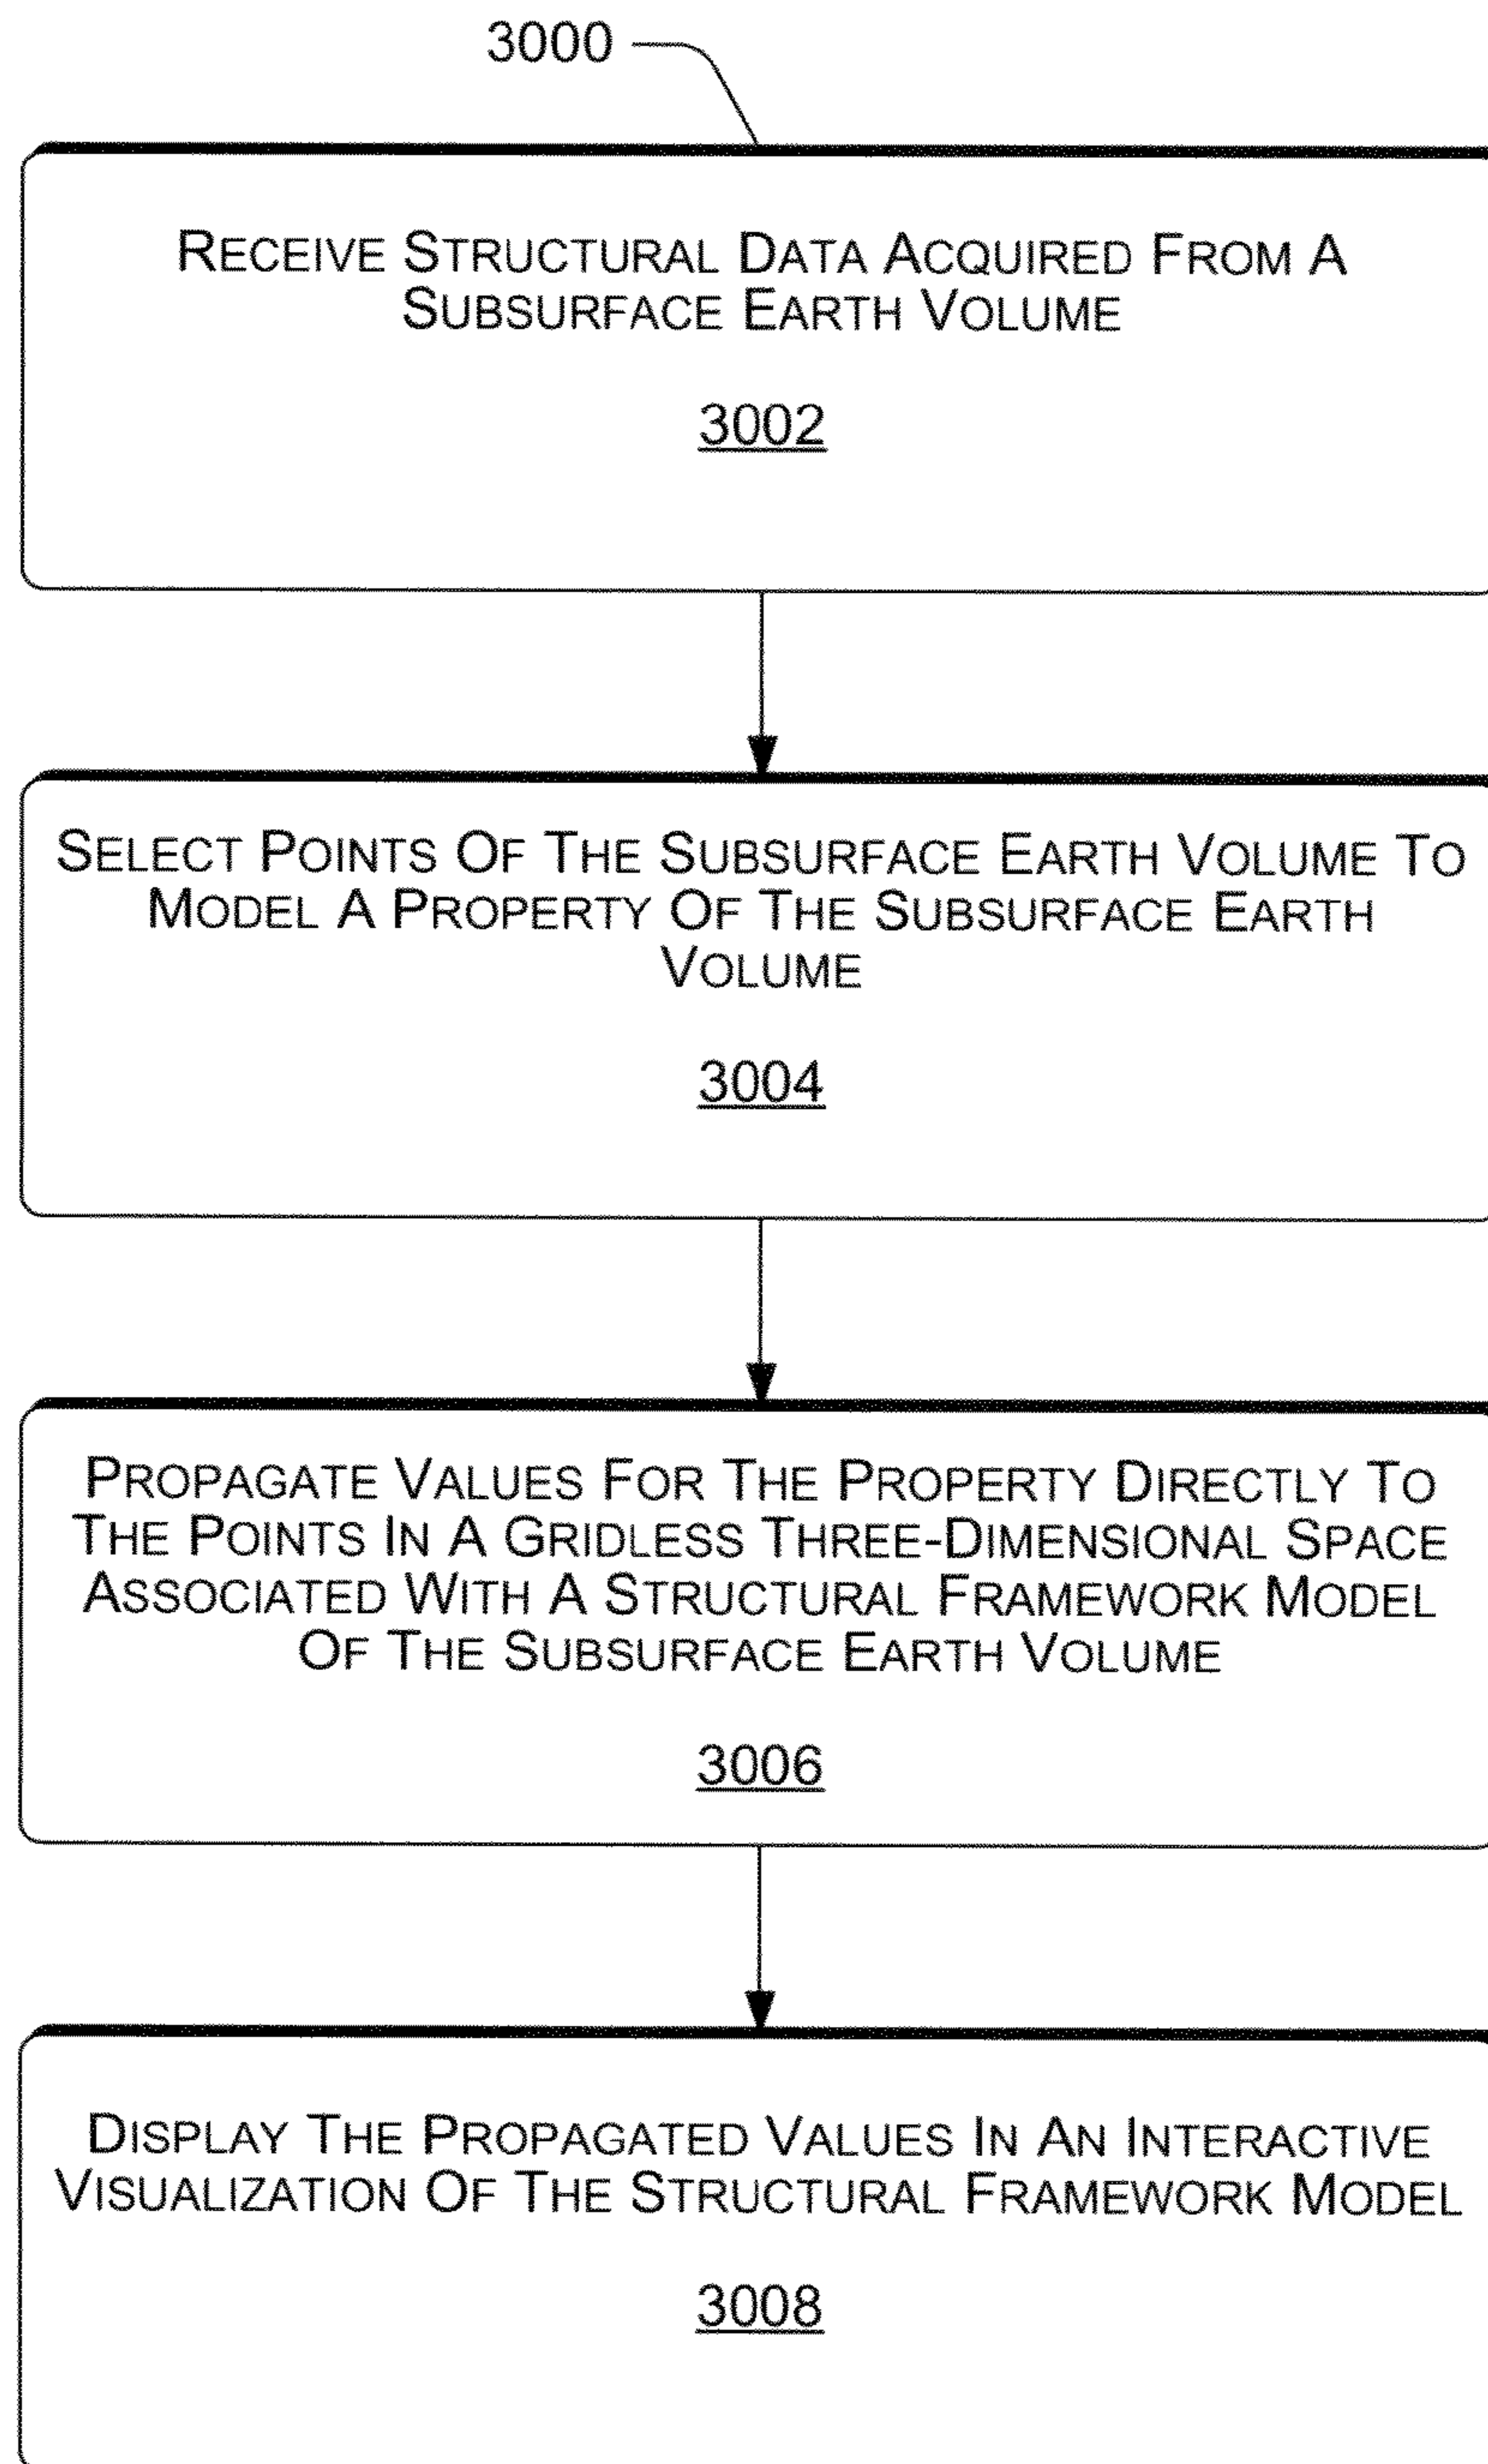 3000
RECEIVE STRUCTURAL DATA ACQUIRED FROM A
SUBSURFACE EARTH VOLUME
3002
SELECT POINTS OF THE SUBSURFACE EARTH VOLUME TO
MODEL A PROPERTY OF THE SUBSURFACE EARTH
VOLUME
3004
PROPAGATE VALUES FOR THE PROPERTY DIRECTLY TO
THE POINTS IN A GRIDLESS THREE-DIMENSIONAL SPACE
ASSOCIATED WITH A STRUCTURAL FRAMEWORK MODEL
OF THE SUBSURFACE EARTH VOLUME
3006
DISPLAY THE PROPAGATED VALUES IN AN INTERACTIVE
VISUALIZATION OF THE STRUCTURAL FRAMEWORK MODEL
3008